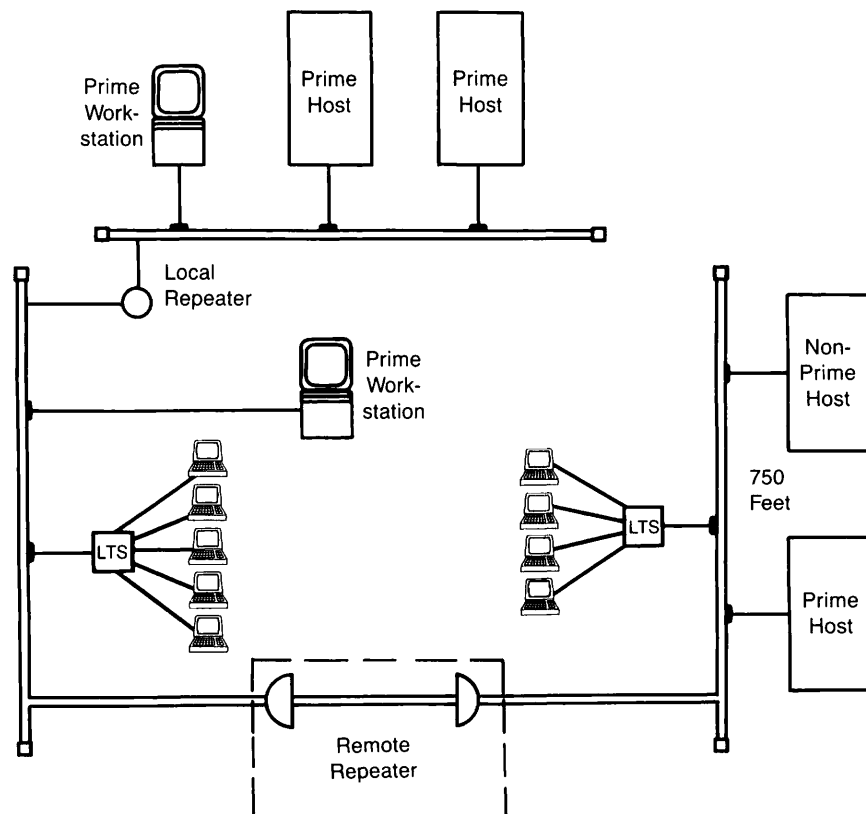 Prime
Work-
station
Prime
Host
Prime
Host
Local
Repeater
Prime
Work-
station
Non-
Prime
Host
750
Feet
LTS
LTS
Prime
Host
Remote
Repeater